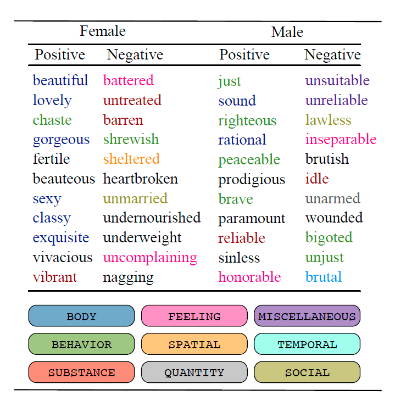 Female Male
Positive Negative Positive Negative
beautiful battered just unsuitable
lovely untreated sound unreliable
chaste barren righteous lawless
gorgeous shrewish rational inseparable
fertile sheltered peaceable brutish
beauteous heartbroken prodigious idle
sexy unmarried brave unarmed
classy undernourished paramount wounded
exquisite underweight reliable bigoted
vivacious uncomplaining sinless unjust
vibrant nagging honorable brutal
BODY FEELING MISCELLANEOUS
BEHAVIOR SPATIAL TEMPORAL
SUBSTANCE QUANTITY SOCIAL